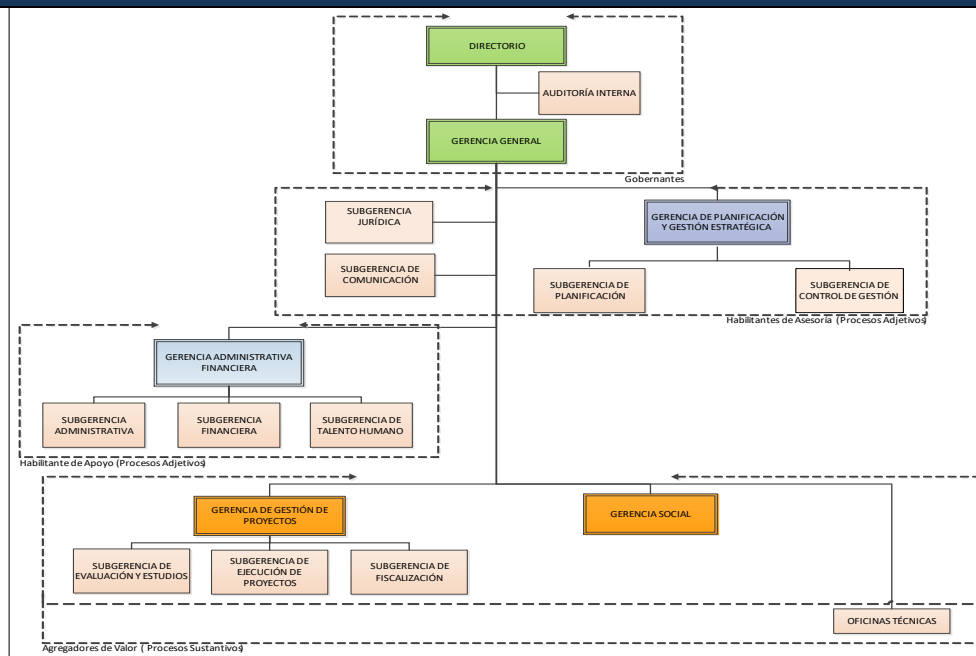 DIRECTORIO
AUDITORÍA INTERNA
GERENCIA GENERAL
Gobernantes
SUBGERENCIA
JURÍDICA
GERENCIA DE PLANIFICACIÓN
Y GESTIÓN ESTRATÉGICA
SUBGERENCIA DE
COMUNICACIÓN
SUBGERENCIA DE
PLANIFICACIÓN
SUBGERENCIA DE
CONTROL DE GESTIÓN
Habilitantes de Asesoría (Procesos Adjetivos)
GERENCIA ADMINISTRATIVA
FINANCIERA
SUBGERENCIA
ADMINISTRATIVA
SUBGERENCIA
FINANCIERA
SUBGERENCIA DE
TALENTO HUMANO
Habilitante de Apoyo (Procesos Adjetivos)
GERENCIA DE GESTIÓN DE
PROYECTOS
GERENCIA SOCIAL
SUBGERENCIA DE
EVALUACIÓN Y ESTUDIOS
SUBGERENCIA DE
EJECUCIÓN DE
PROYECTOS
SUBGERENCIA DE
FISCALIZACIÓN
OFICINAS TÉCNICAS
Agregadores de Valor ( Procesos Sustantivos)